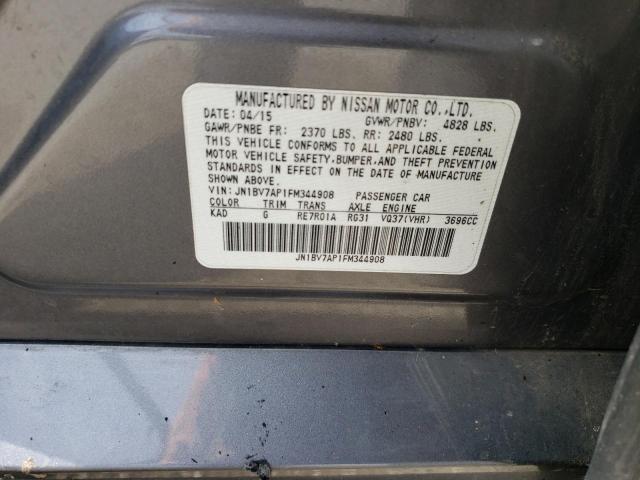 MANUFACTURED BY NISSAN MOTOR CO.,LTD.
DATE: 04/15 GVWR/PNBV: 4828 LBS.
GAWR/PNBE FR: 2370 LBS. RR: 2480 LBS.
THIS VEHICLE CONFORMS TO ALL APPLICABLE FEDERAL
MOTOR VEHICLE SAFETY,BUMPER,AND THEFT PREVENTION
STANDARDS IN EFFECT ON THE DATE OF MANUFACTURE
SHOWN ABOVE.
VIN: JN1BV7AP1FM344908 PASSENGER CAR
COLOR TRIM TRANS AXLE ENGINE
KAD G RE7R01A RG31 VQ37(VHR) 3696CC
JN1BV7AP1FM344908